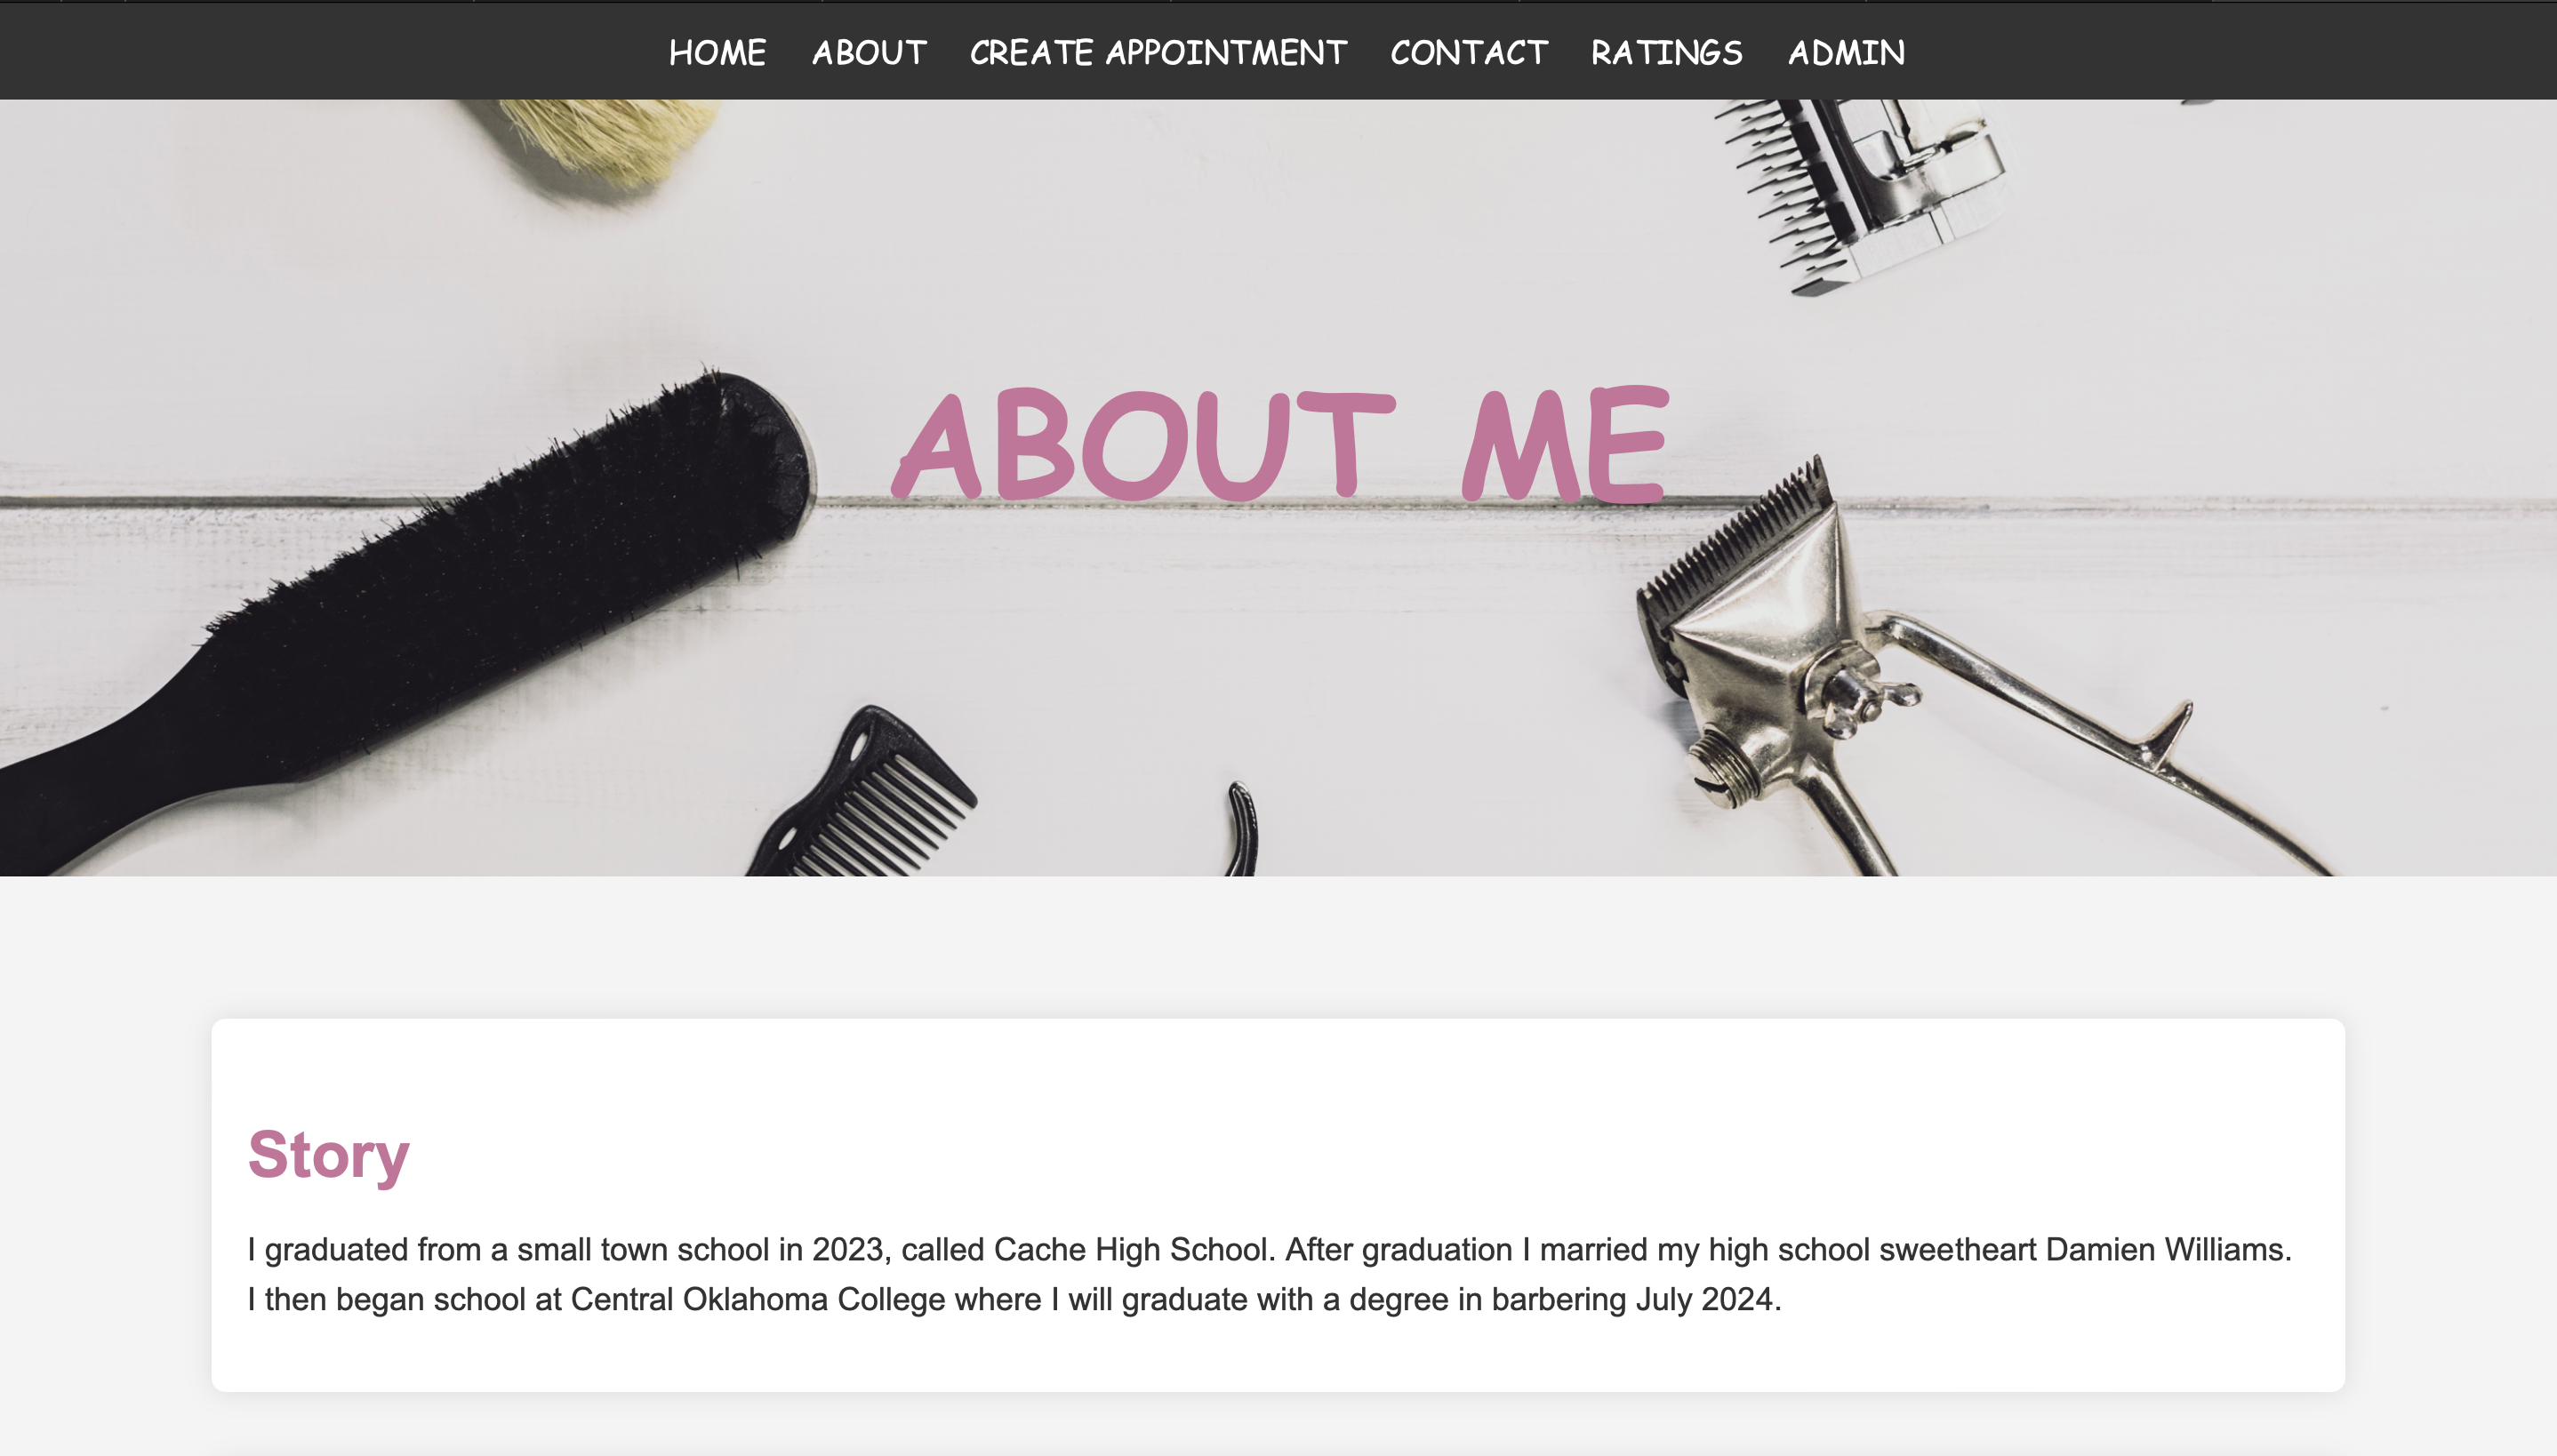 HOME ABOUT CREATE APPOINTMENT CONTACT RATINGS ADMIN
ABOUT ME
Story
I graduated from a small town school in 2023, called Cache High School. After graduation I married my high school sweetheart Damien Williams.
I then began school at Central Oklahoma College where I will graduate with a degree in barbering July 2024.